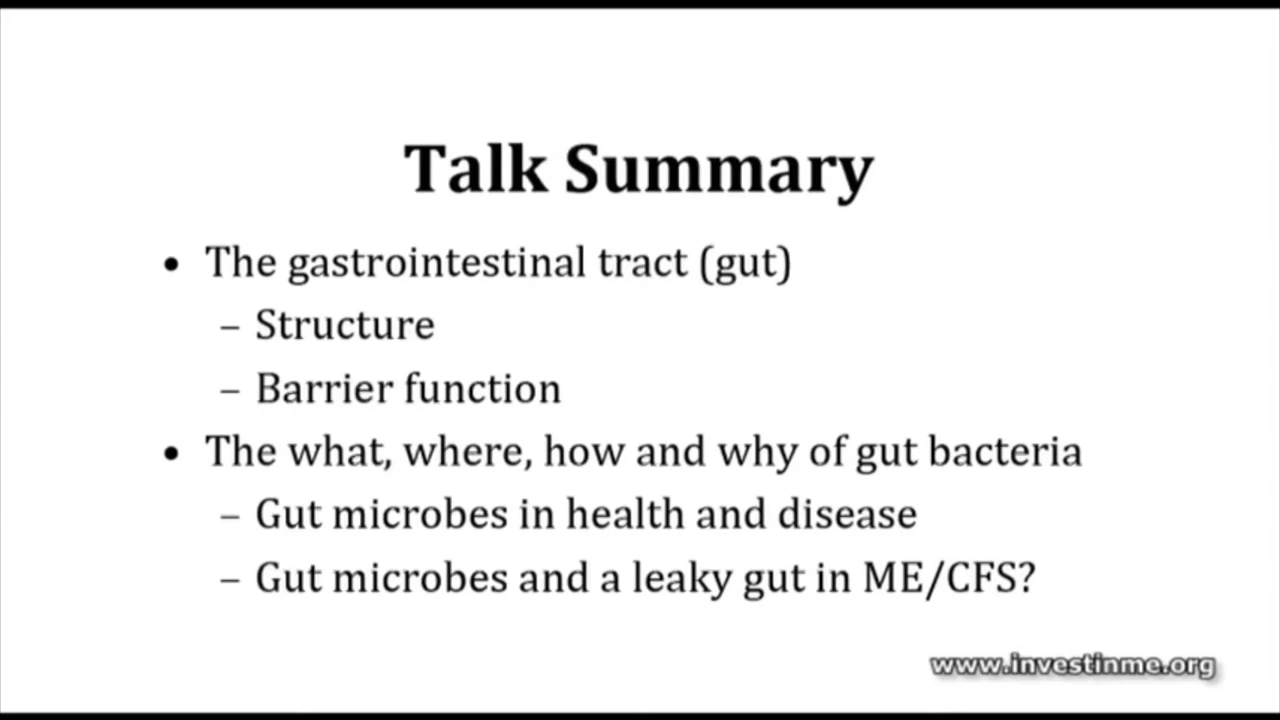 Talk Summary
• The gastrointestinal tract (gut)
– Structure
– Barrier function
• The what, where, how and why of gut bacteria
– Gut microbes in health and disease
– Gut microbes and a leaky gut in ME/CFS?
www.investinme.org